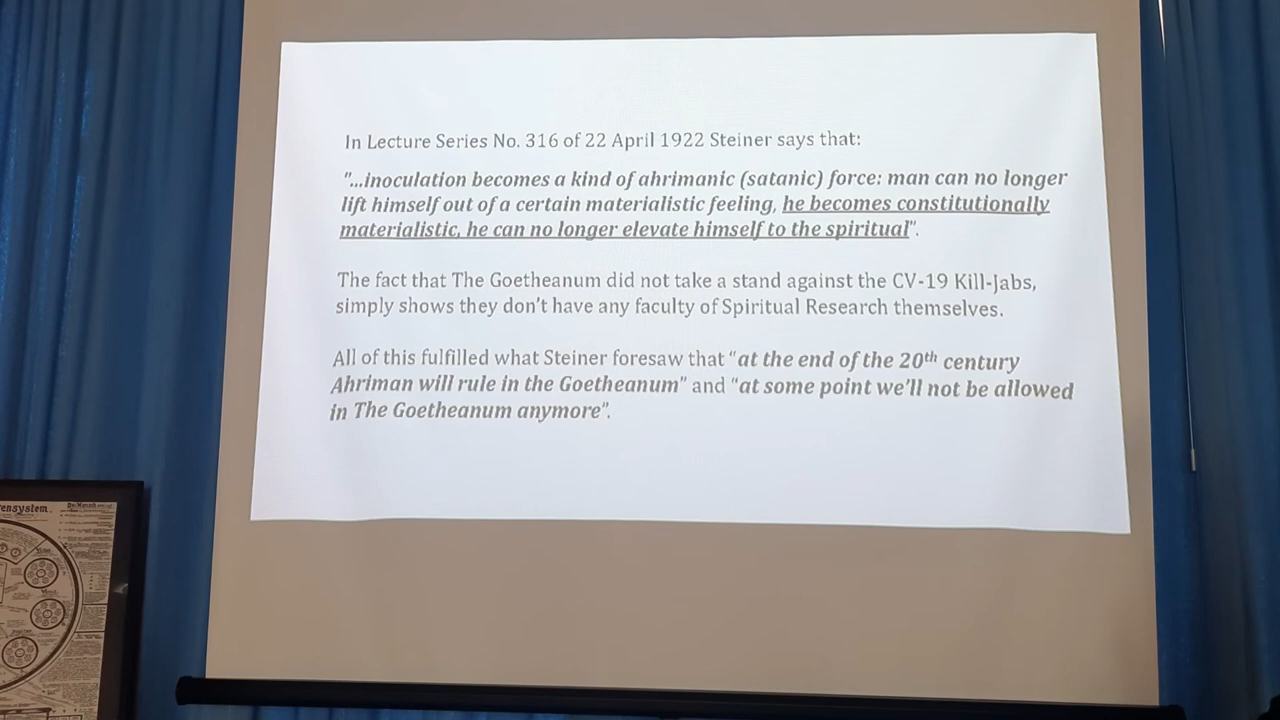 In Lecture Series No. 316 of 22 April 1922 Steiner says that:
"...inoculation becomes a kind of ahrimanic (satanic) force: man can no longer
lift himself out of a certain materialistic feeling, he becomes constitutionally
materialistic, he can no longer elevate himself to the spiritual".
The fact that The Goetheanum did not take a stand against the CV-19 Kill-Jabs,
simply shows they don't have any faculty of Spiritual Research themselves.
All of this fulfilled what Steiner foresaw that "at the end of the 20th century
Ahriman will rule in the Goetheanum" and "at some point we'll not be allowed
in The Goetheanum anymore".